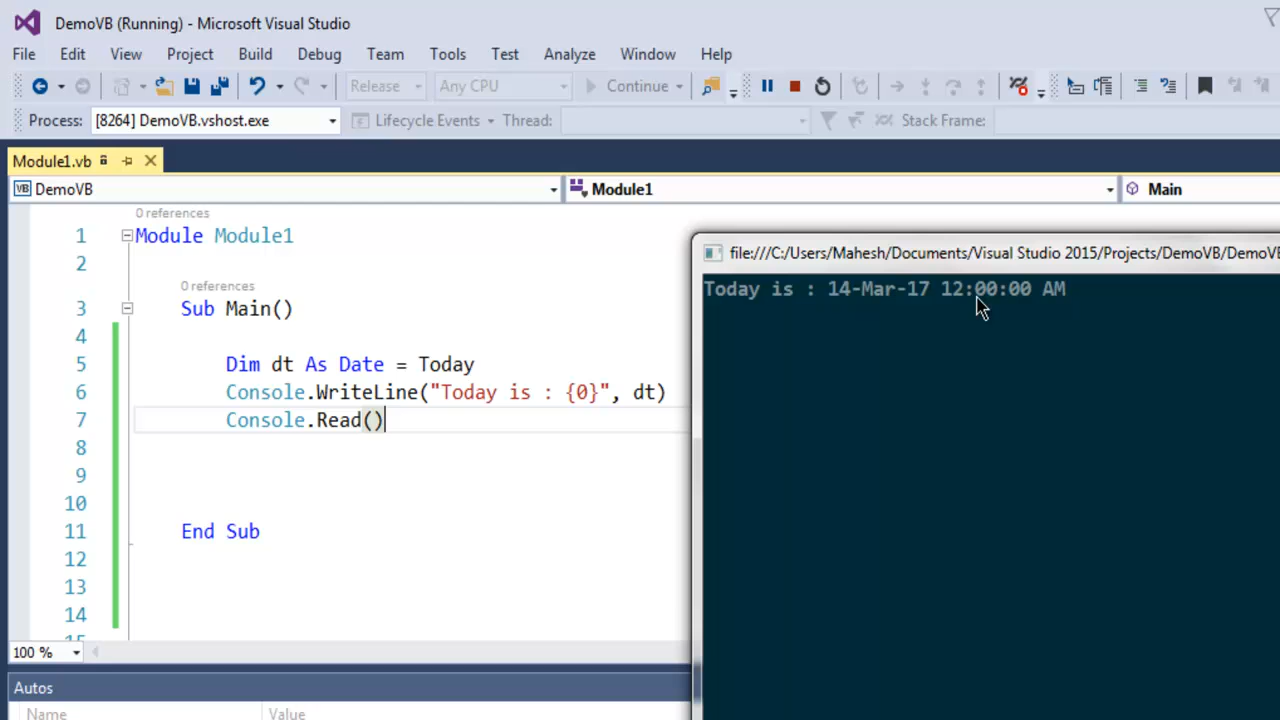 DemoVB (Running) - Microsoft Visual Studio
File Edit View Project Build Debug Team Tools Test Analyze Window Help
Release Any CPU Continue
Process: [8264] DemoVB.vshost.exe Lifecycle Events Thread: Stack Frame:
Module1.vb
VB DemoVB Module1 Main
0 references
1 Module Module1
2
0 references
3 Sub Main()
4
5 Dim dt As Date = Today
6 Console.WriteLine("Today is : {0}", dt)
7 Console.Read()
8
9
10
11 End Sub
12
13
14
15
100 %
Autos
Name Value
file:///C:/Users/Mahesh/Documents/Visual Studio 2015/Projects/DemoVB/DemoVB
Today is : 14-Mar-17 12:00:00 AM